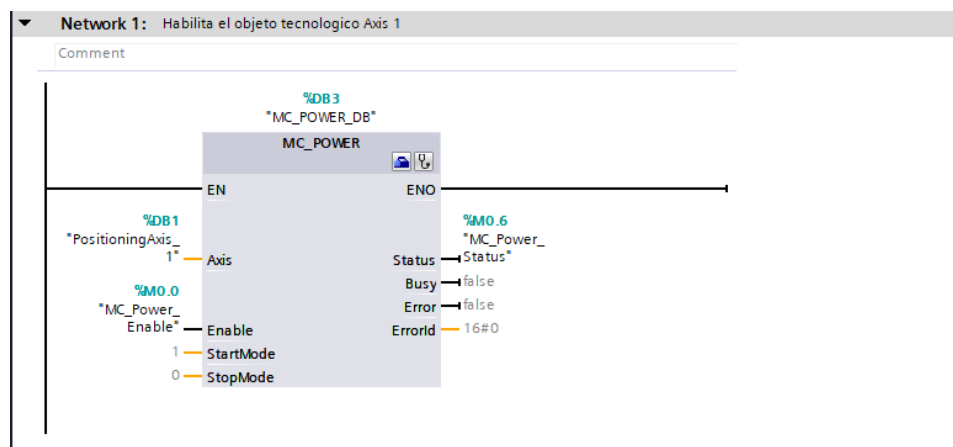 Network 1: Habilita el objeto tecnologico Axis 1
Comment
%DB3
"MC_POWER_DB"
MC_POWER
EN ENO
%DB1
"PositioningAxis_
1"
Axis
%M0.6
"MC_Power_
Status"
Status
Busy false
%M0.0
"MC_Power_
Enable"
Enable
Error false
ErrorId 16#0
1 StartMode
0 StopMode